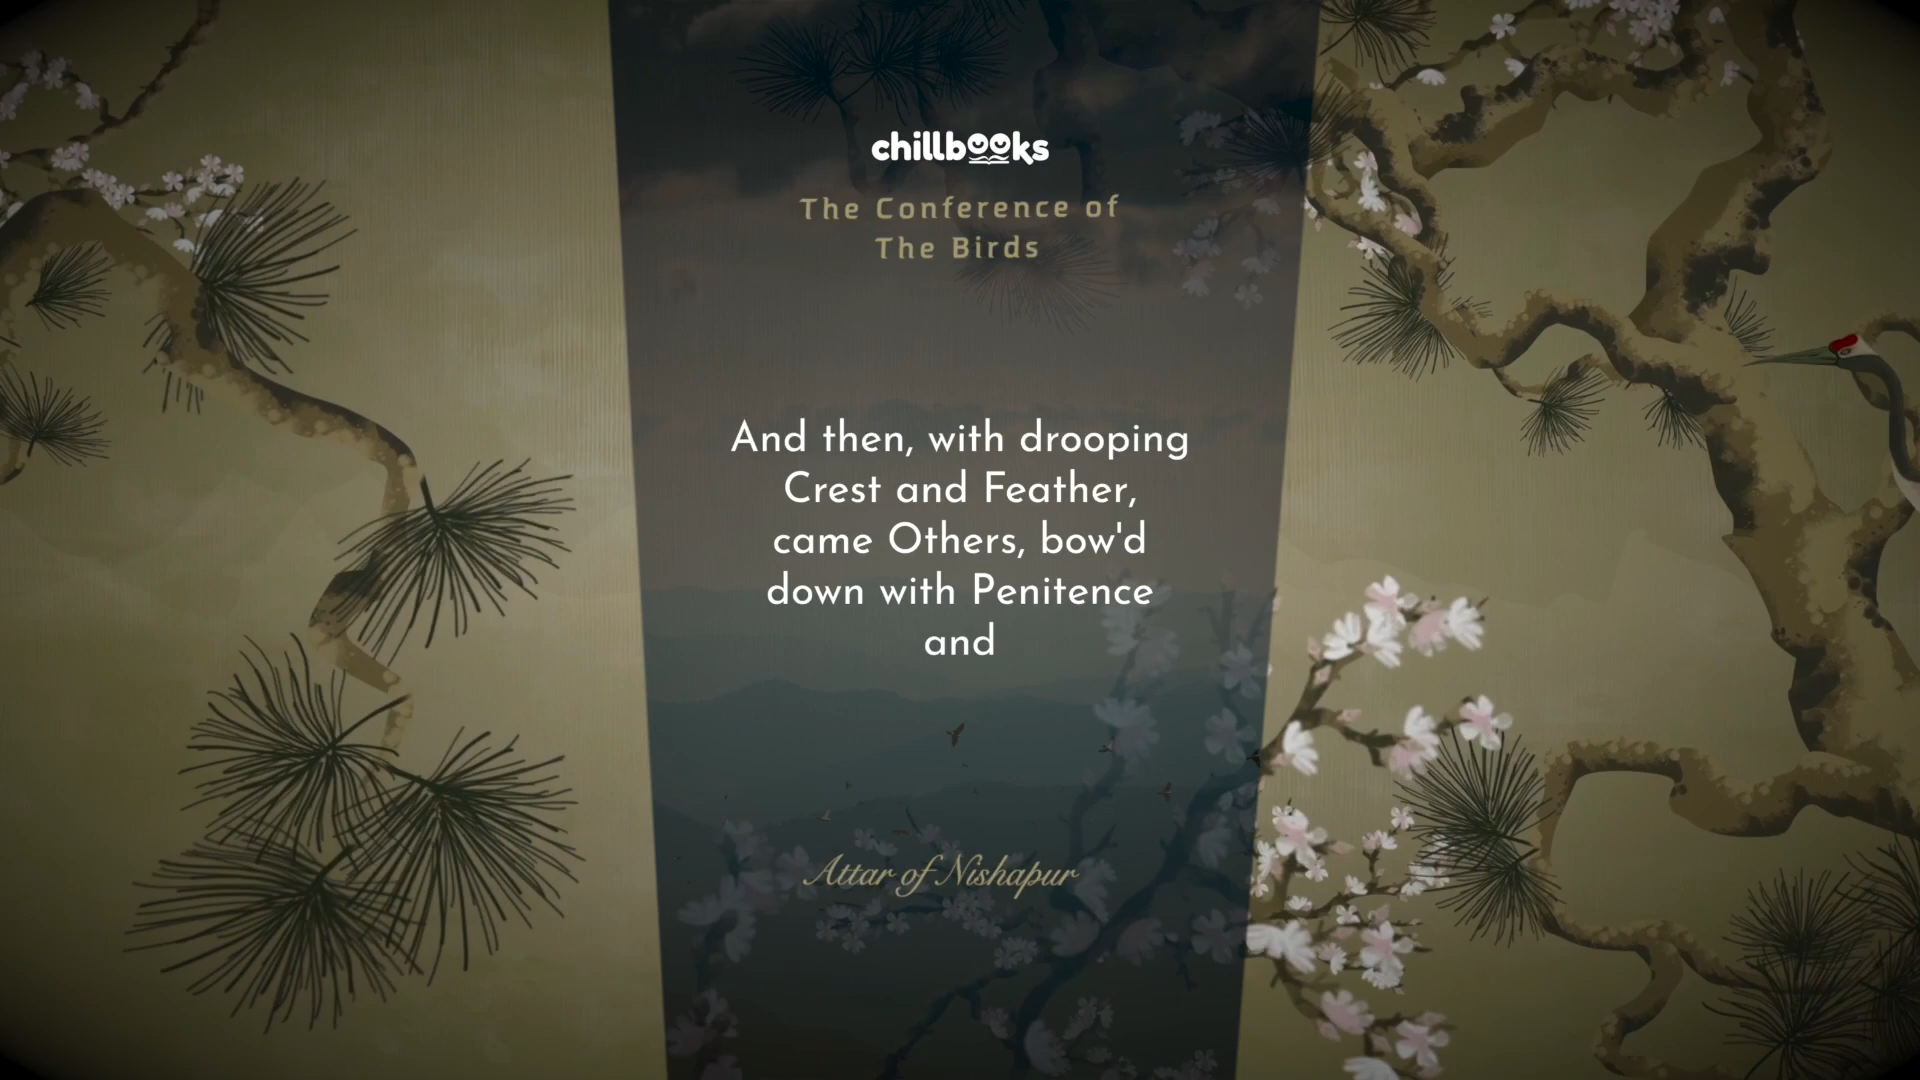 chillbooks
The Conference of
The Birds
And then, with drooping
Crest and Feather,
came Others, bow'd
down with Penitence
and
Attar of Nishapur